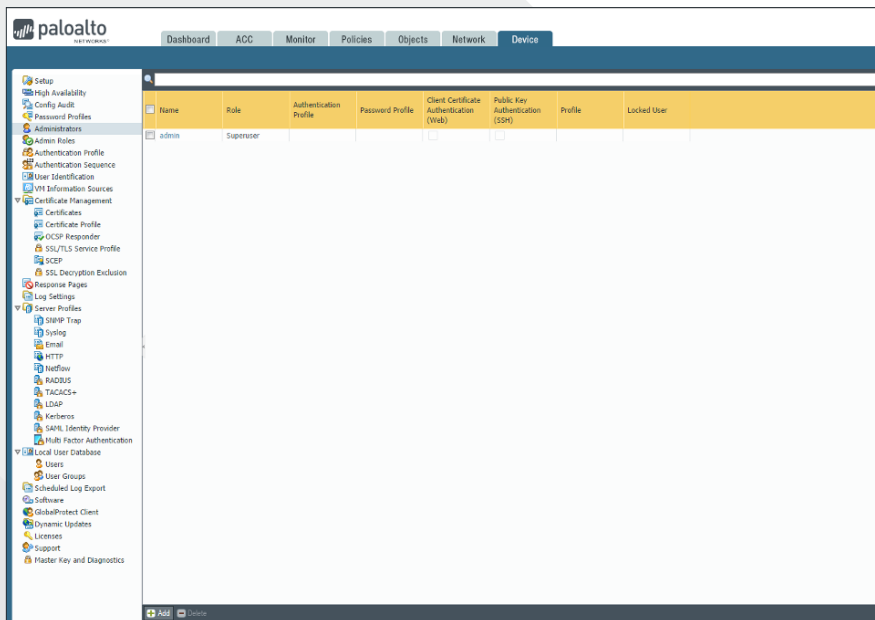 paloalto
NETWORKS
Dashboard ACC Monitor Policies Objects Network Device
Setup
High Availability
Config Audit
Password Profiles
Administrators
Admin Roles
Authentication Profile
Authentication Sequence
User Identification
VM Information Sources
Certificate Management
Certificates
Certificate Profile
OCSP Responder
SSL/TLS Service Profile
SCEP
SSL Decryption Exclusion
Response Pages
Log Settings
Server Profiles
SNMP Trap
Syslog
Email
HTTP
Netflow
RADIUS
TACACS+
LDAP
Kerberos
SAML Identity Provider
Multi Factor Authentication
Local User Database
Users
User Groups
Scheduled Log Export
Software
GlobalProtect Client
Dynamic Updates
Licenses
Support
Master Key and Diagnostics
Name
Role
Authentication
Profile
Password Profile
Client Certificate
Authentication
(Web)
Public Key
Authentication
(SSH)
Profile
Locked User
admin Superuser
Add Delete